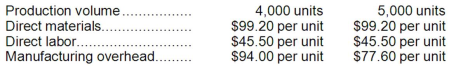 Production volume.................. 4,000 units 5,000 units
Direct materials....................... $99.20 per unit $99.20 per unit
Direct labor............................. $45.50 per unit $45.50 per unit
Manufacturing overhead......... $94.00 per unit $77.60 per unit